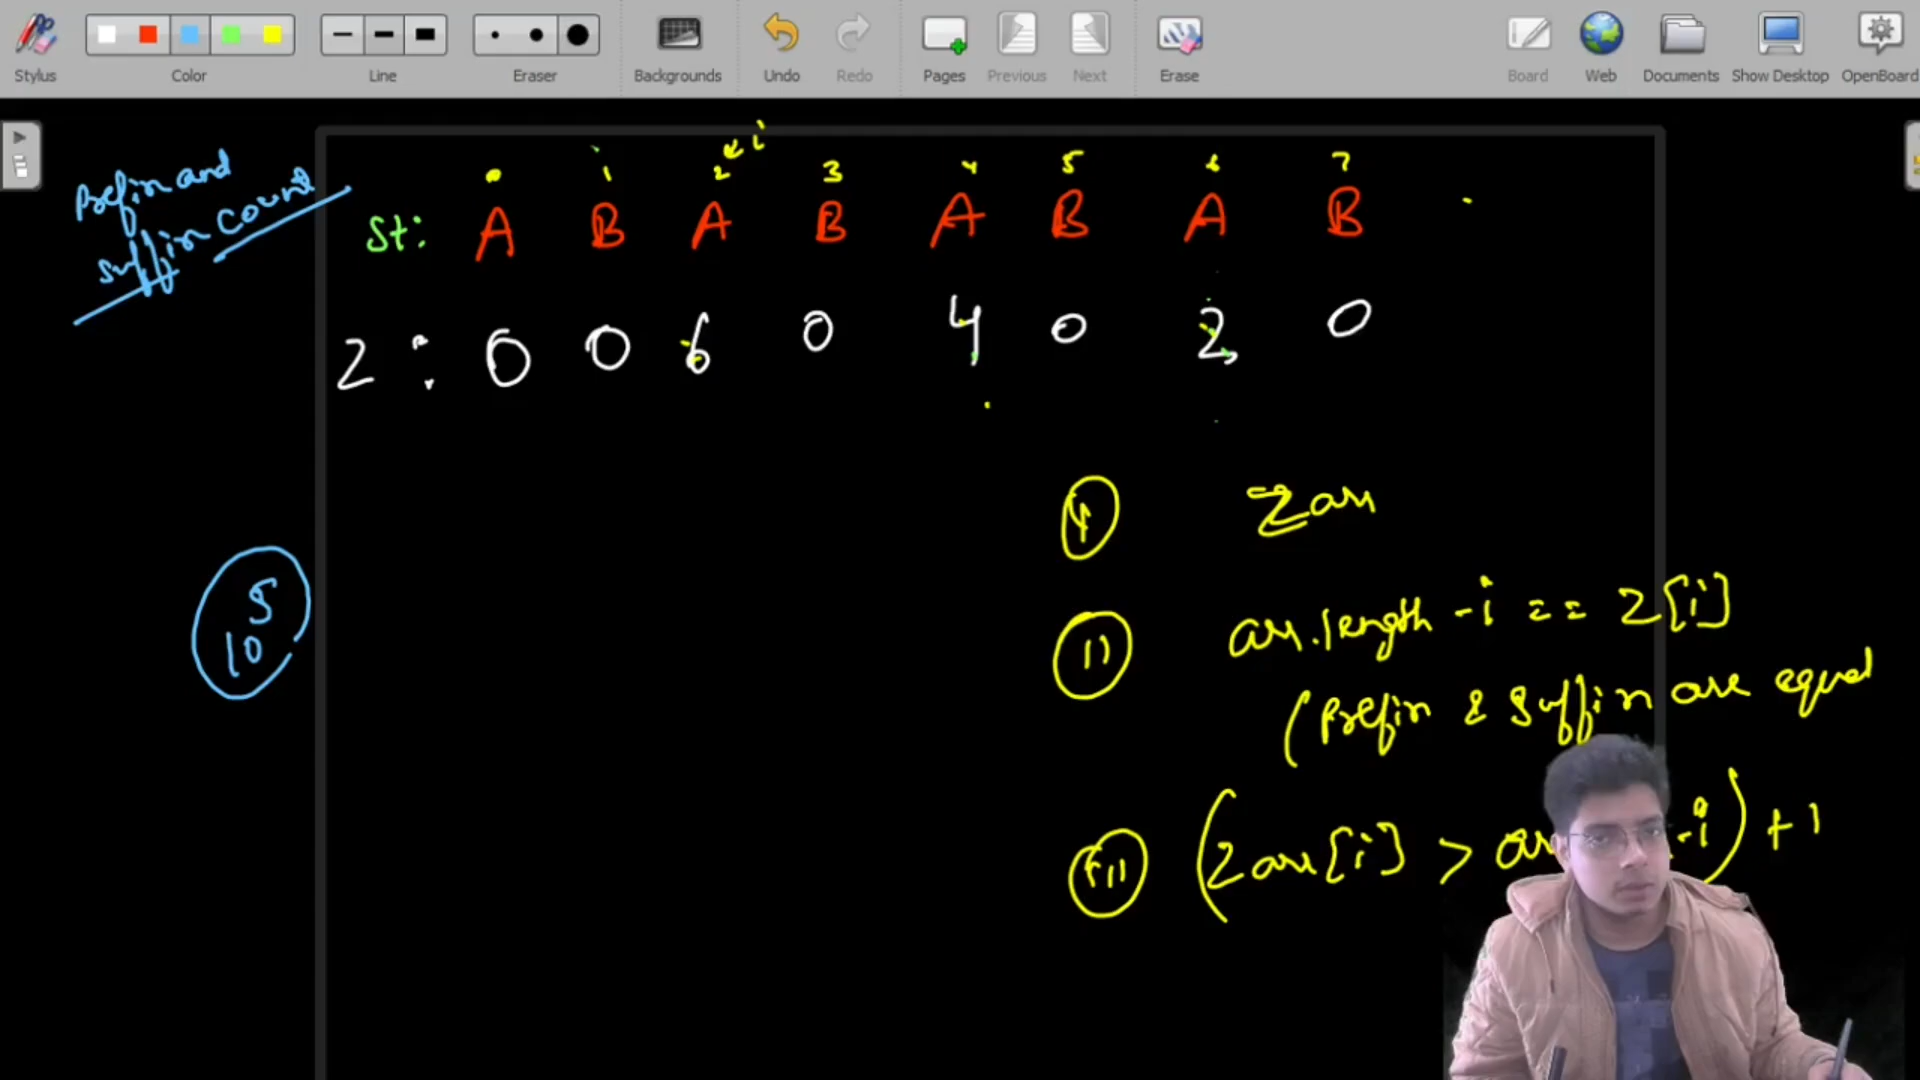 Stylus Color Line Eraser Backgrounds Undo Redo Pages Previous Next Erase Board Web Documents Show Desktop OpenBoard
Prefix and
suffix count
0 1 2 ← i 3 4 5 6 7
St: A B A B A B A B
Z : 0 0 6 0 4 0 2 0
(i) Zarr
5
10
(ii) arr.length - i == Z[i]
(Prefix & Suffix are equal
(iii) (Zarr[i] > - i) + 1